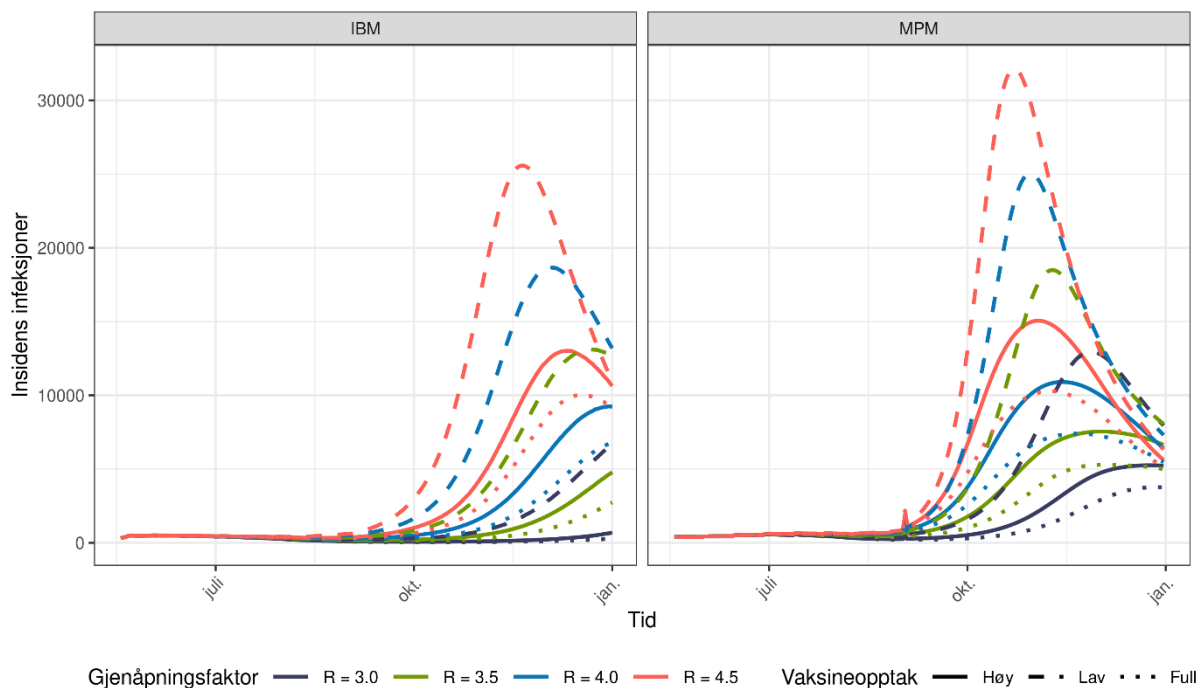 IBM
MPM
30000
20000
10000
0
Insidens infeksjoner
juli
okt.
jan.
juli
okt.
jan.
Tid
Gjenåpningsfaktor R = 3.0 R = 3.5 R = 4.0 R = 4.5 Vaksineopptak Høy Lav Full